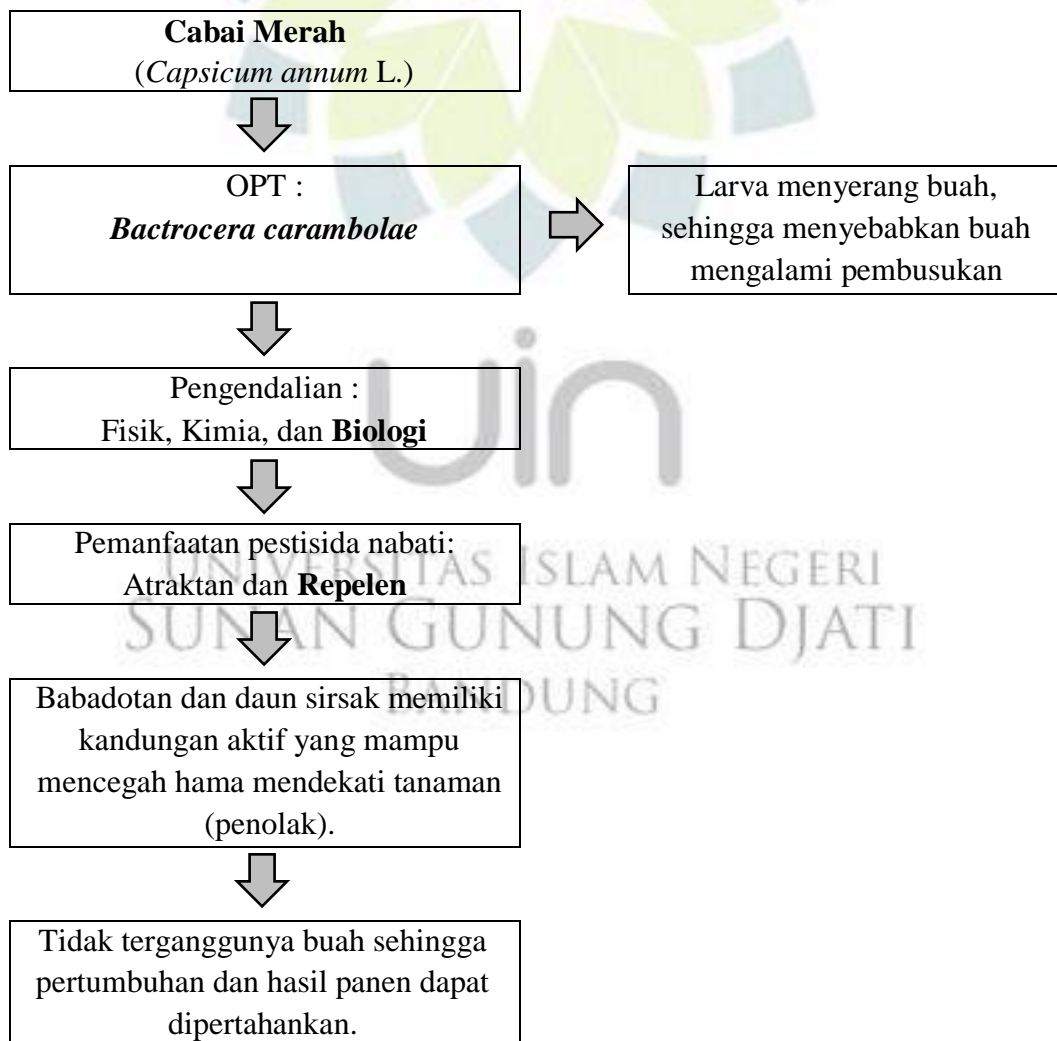 Cabai Merah
(Capsicum annum L.)
OPT :
Bactrocera carambolae
Larva menyerang buah,
sehingga menyebabkan buah
mengalami pembusukan
Pengendalian :
Fisik, Kimia, dan Biologi
Pemanfaatan pestisida nabati:
Atraktan dan Repelen
uin
UNIVERSITAS ISLAM NEGERI
SUNAN GUNUNG DJATI
BANDUNG
Babadotan dan daun sirsak memiliki
kandungan aktif yang mampu
mencegah hama mendekati tanaman
(penolak).
Tidak terganggunya buah sehingga
pertumbuhan dan hasil panen dapat
dipertahankan.